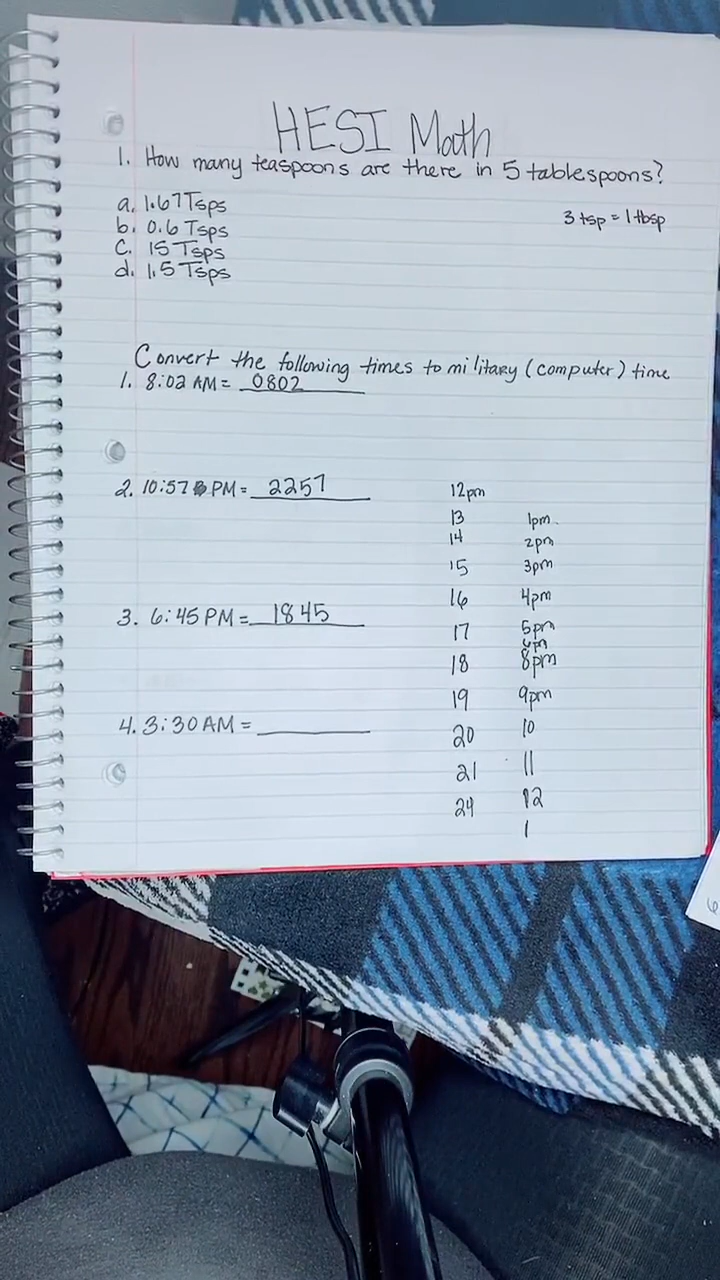 HESI Math
1. How many teaspoons are there in 5 tablespoons?
a. 1.67 Tsps
3 tsp = 1 tbsp
b. 0.6 Tsps
c. 15 Tsps
d. 1.5 Tsps
Convert the following times to military (computer) time
1. 8:02 AM = 0802
2. 10:57 PM = 2257
12pm
13 1pm.
14 2pm
15 3pm
16 4pm
3. 6:45 PM = 1845
17 5pm
6pm
18 8pm
19 9pm
4. 3:30 AM =
20 10
21 11
24 12
1
6